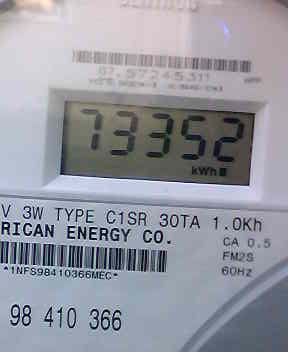 73352
kWh
V 3W TYPE C1SR 30TA 1.0Kh
RICAN ENERGY CO.
CA 0.5
FM2S
60Hz
*1NFS98410366MEC*
98 410 366